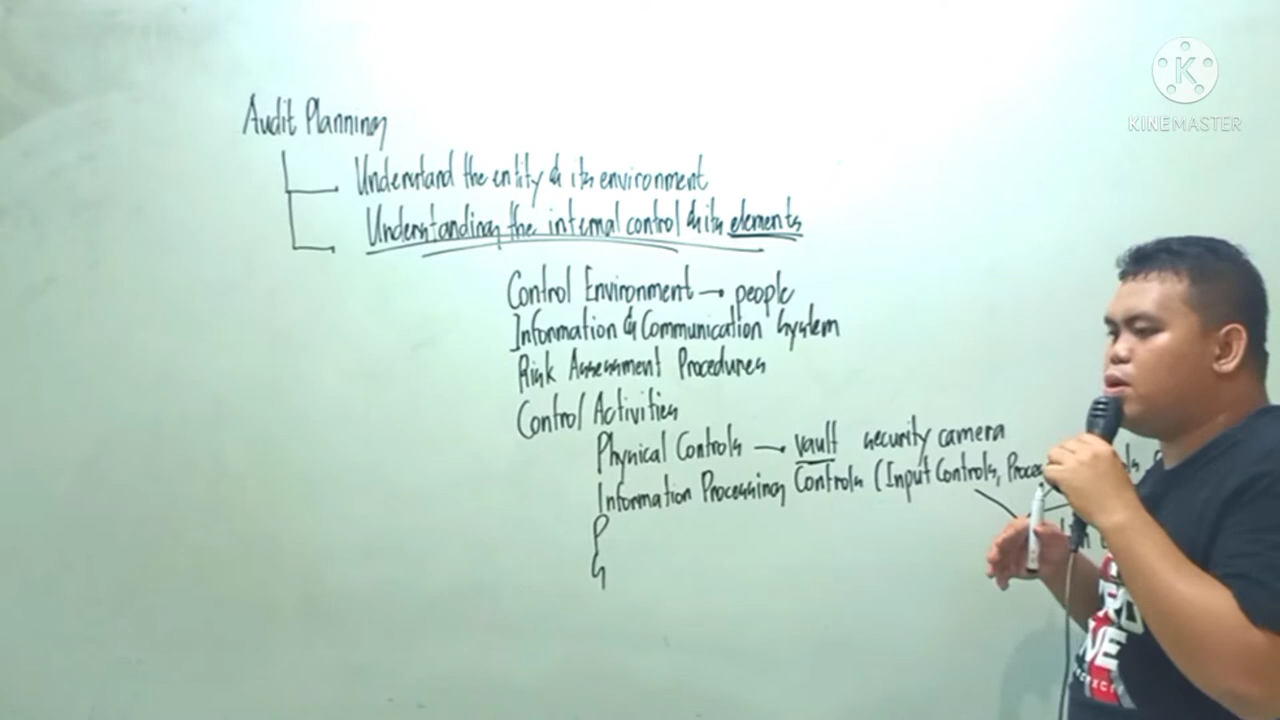 Audit Planning
Understand the entity & its environment
Understanding the internal control & its elements
Control Environment → people
Information & Communication System
Risk Assessment Procedures
Control Activities
Physical Controls → vault security camera
Information Processing Controls (Input Controls,
P
S
K
KINEMASTER